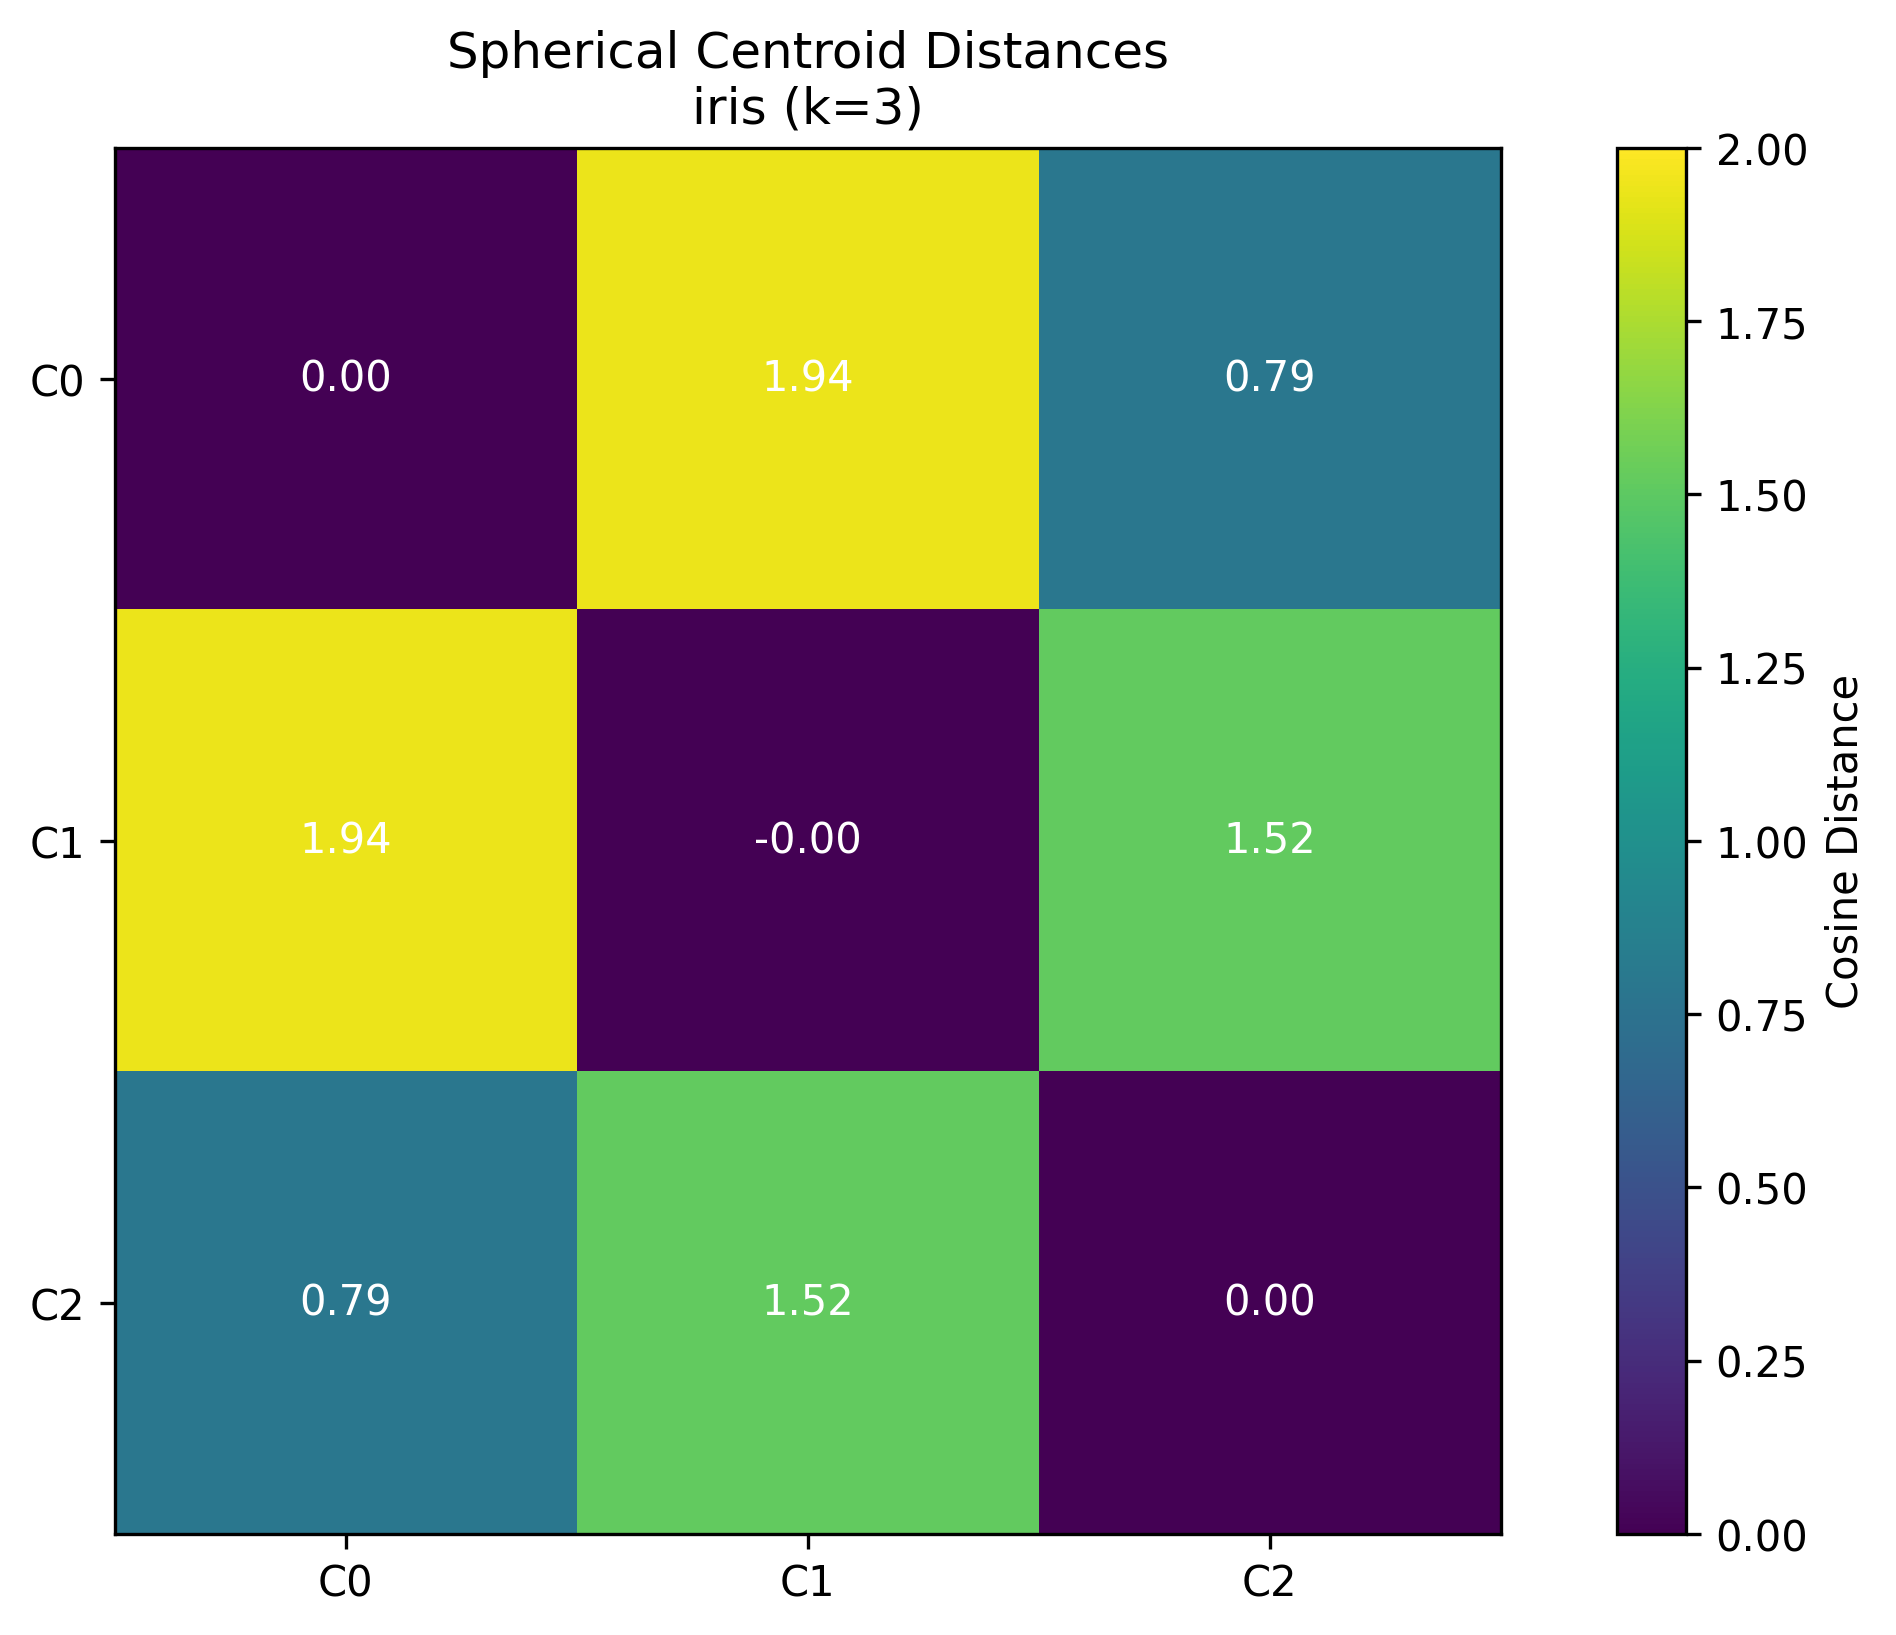 Spherical Centroid Distances
iris (k=3)
C0
0.00
1.94
0.79
C1
1.94
-0.00
1.52
C2
0.79
1.52
0.00
C0
C1
C2
2.00
1.75
1.50
1.25
1.00
0.75
0.50
0.25
0.00
Cosine Distance